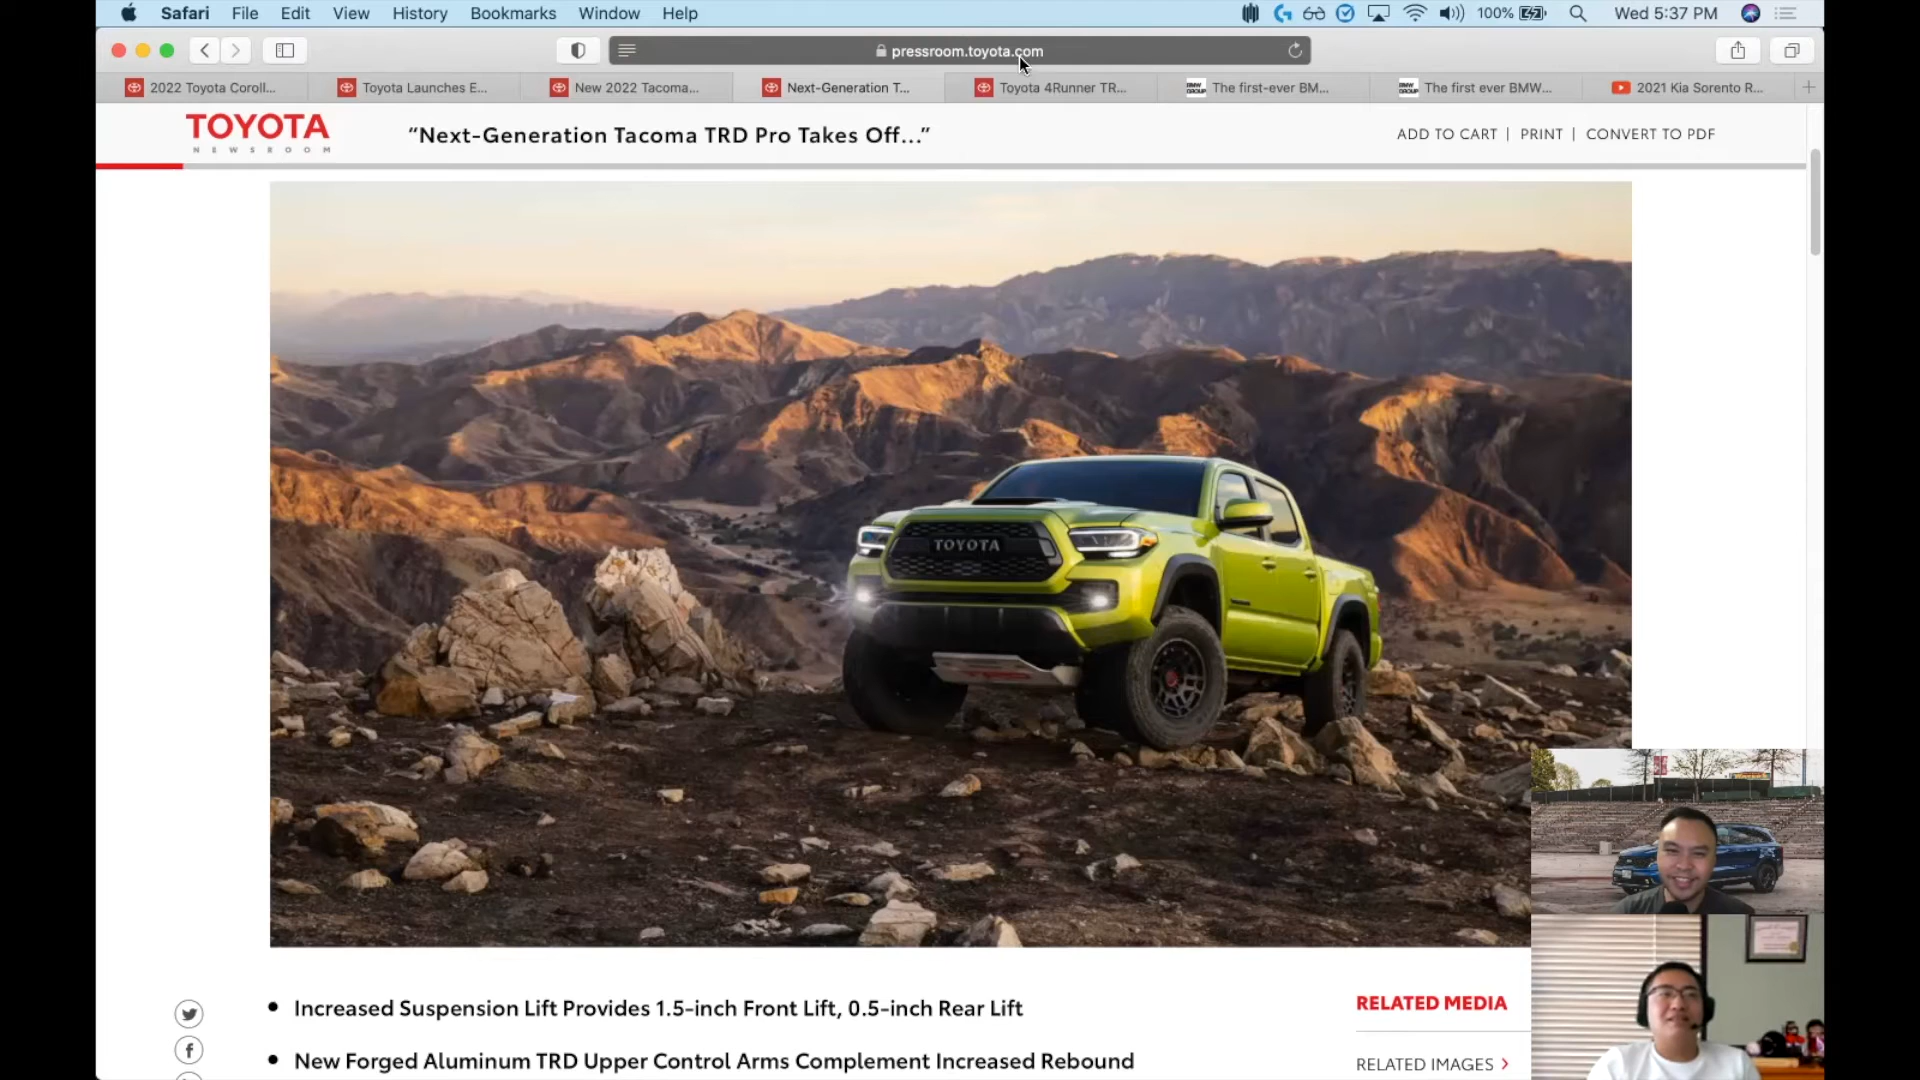 Safari File Edit View History Bookmarks Window Help 100% Wed 5:37 PM
pressroom.toyota.com
2022 Toyota Coroll... Toyota Launches E... New 2022 Tacoma... Next-Generation T... Toyota 4Runner TR... The first-ever BM... The first ever BMW... 2021 Kia Sorento R...
TOYOTA
NEWSROOM
“Next-Generation Tacoma TRD Pro Takes Off...”
ADD TO CART | PRINT | CONVERT TO PDF
TOYOTA
• Increased Suspension Lift Provides 1.5-inch Front Lift, 0.5-inch Rear Lift
• New Forged Aluminum TRD Upper Control Arms Complement Increased Rebound
RELATED MEDIA
RELATED IMAGES >